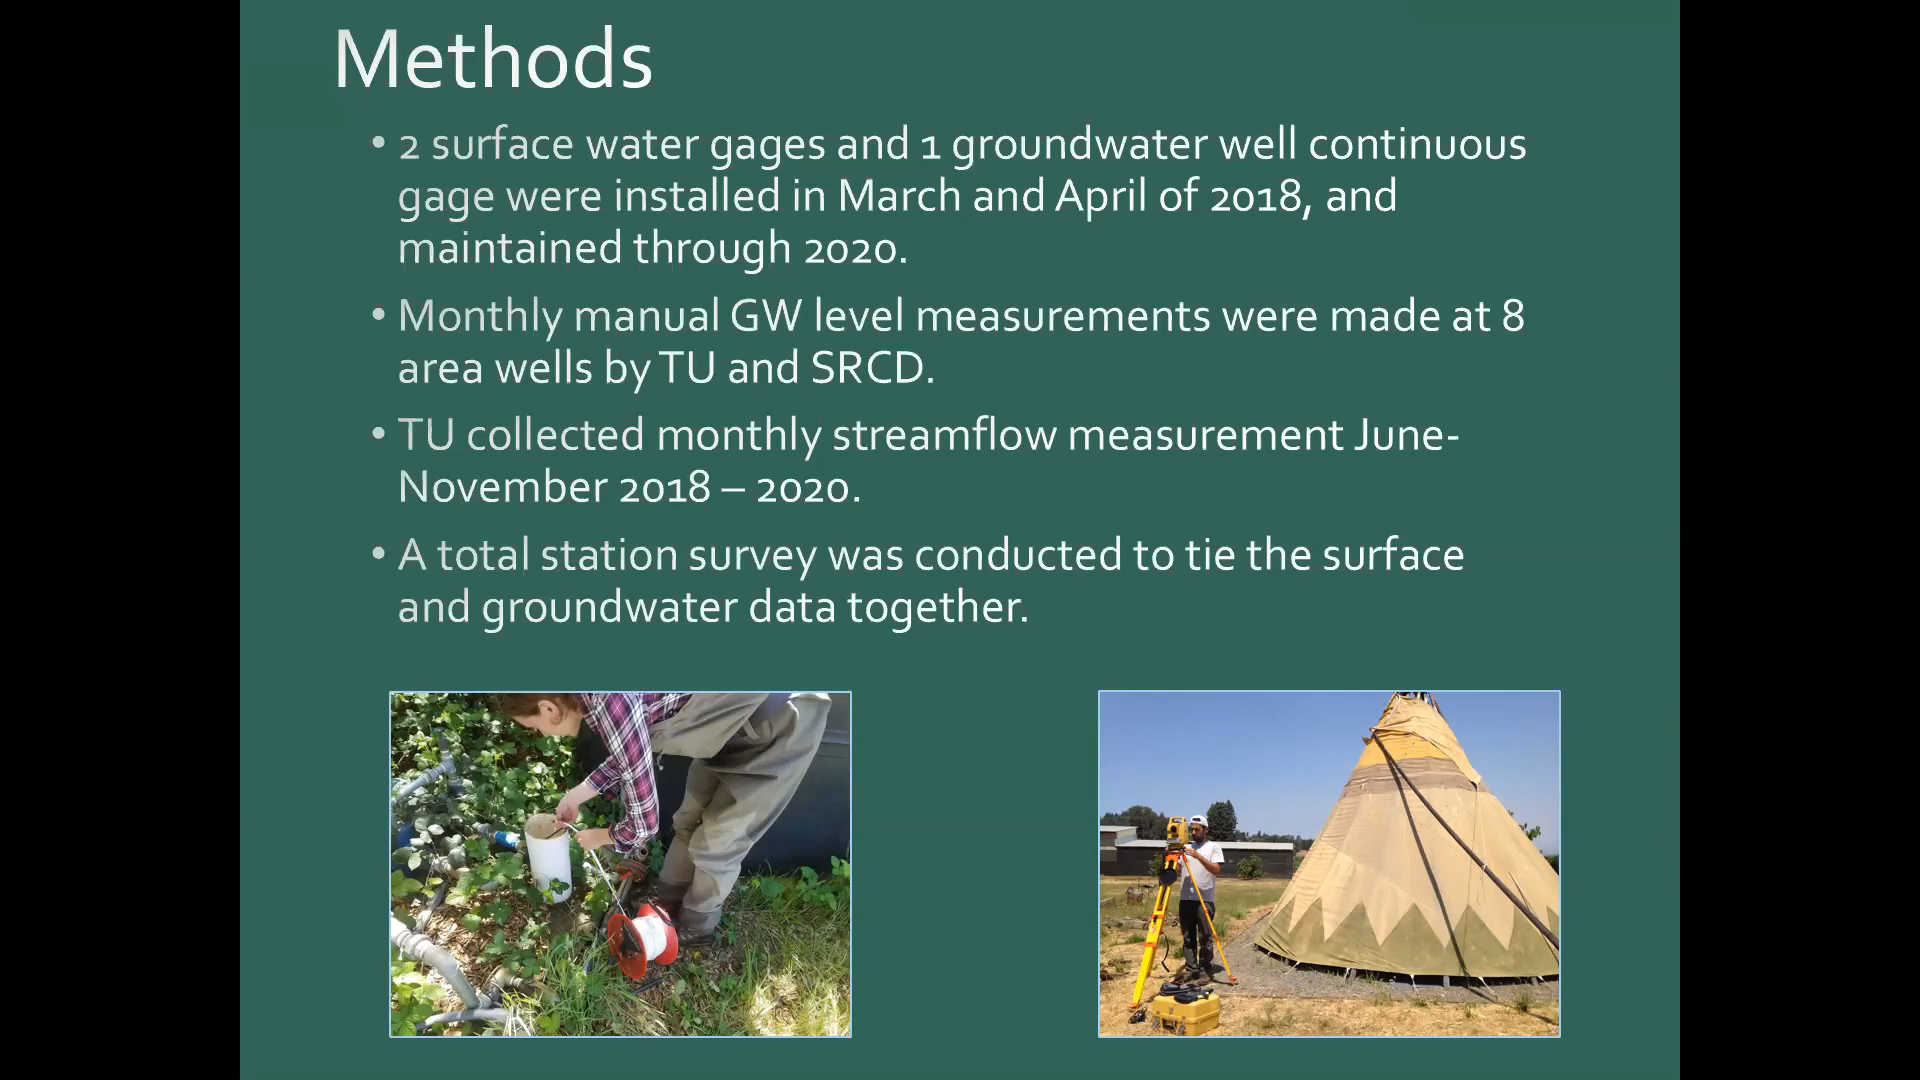 Methods
• 2 surface water gages and 1 groundwater well continuous
gage were installed in March and April of 2018, and
maintained through 2020.
• Monthly manual GW level measurements were made at 8
area wells by TU and SRCD.
• TU collected monthly streamflow measurement June-
November 2018 – 2020.
• A total station survey was conducted to tie the surface
and groundwater data together.